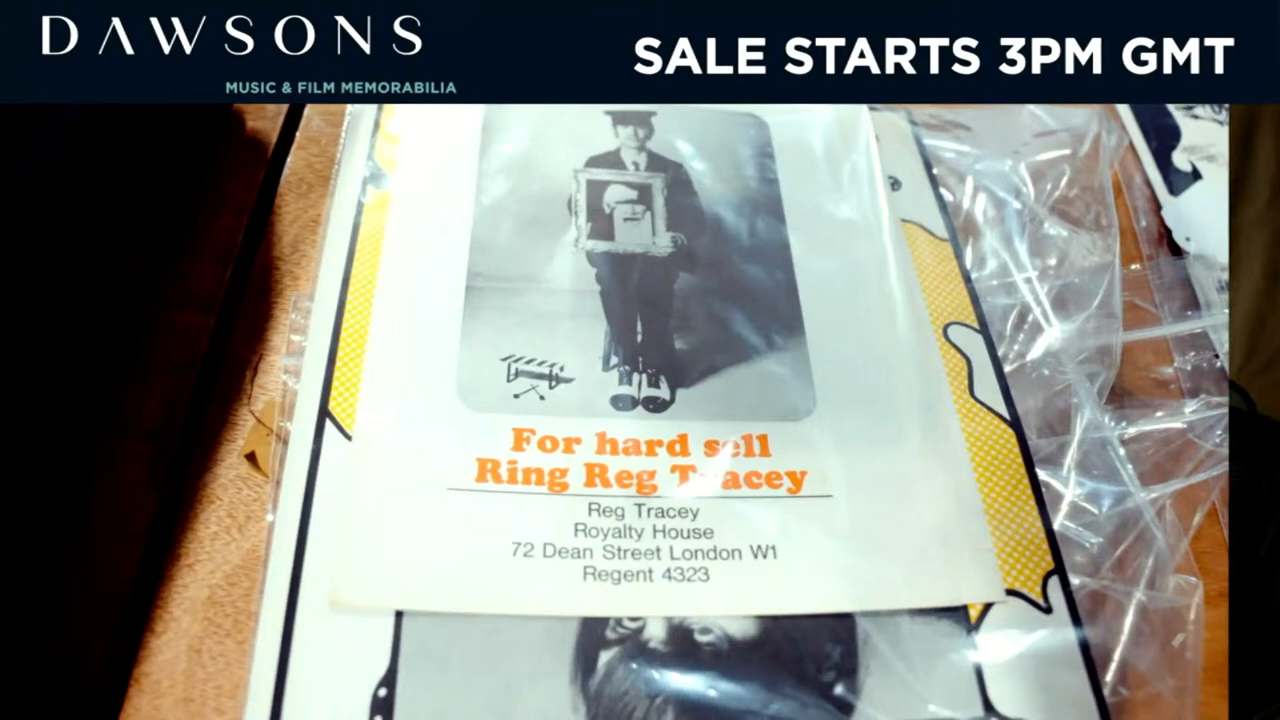 DAWSONS
MUSIC & FILM MEMORABILIA
SALE STARTS 3PM GMT
For hard sell
Ring Reg Tracey
Reg Tracey
Royalty House
72 Dean Street London W1
Regent 4323